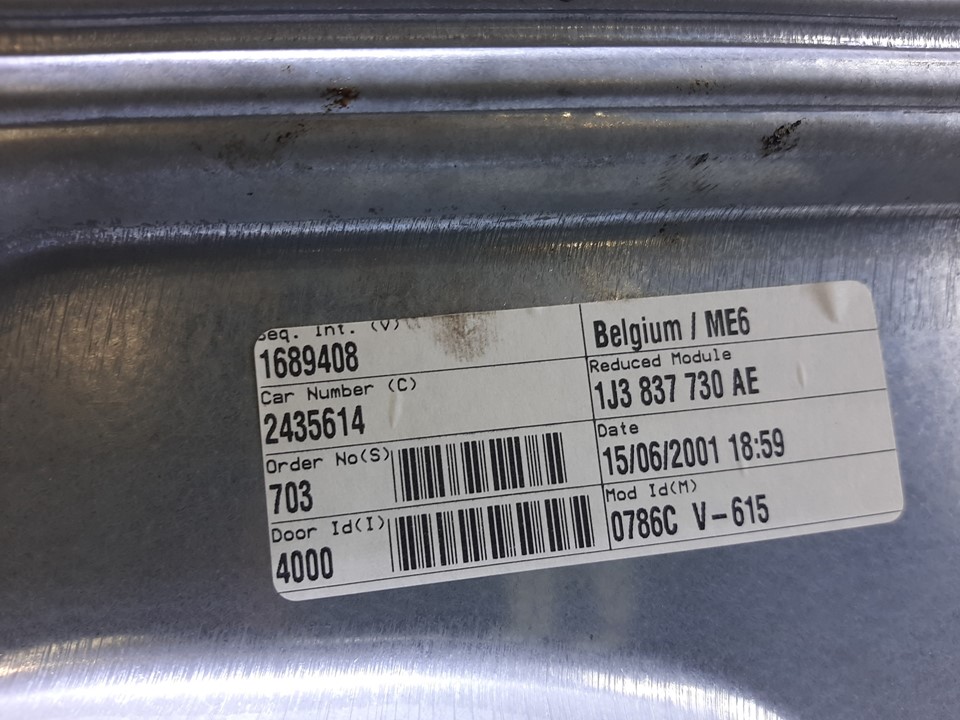 Seq. Int. (V)
1689408
Car Number (C)
2435614
Order No(S)
703
Door Id(I)
4000
Belgium / ME6
Reduced Module
1J3 837 730 AE
Date
15/06/2001 18:59
Mod Id(M)
0786C V-615